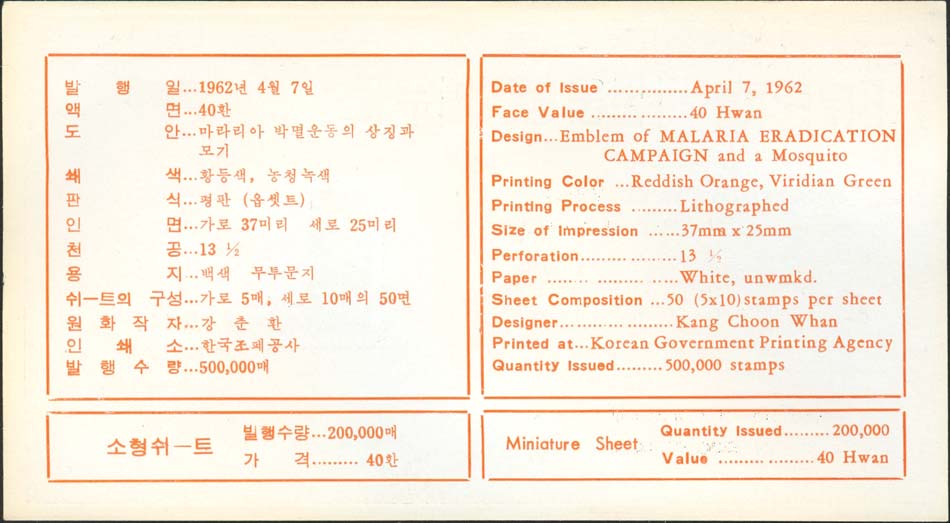 발 행 일...1962년 4월 7일
액 면...40환
도 안...마라리아 박멸운동의 상징과
모기
쇄 색...황등색, 농청녹색
판 식...평판 (옵셋트)
인 면...가로 37미리 세로 25미리
천 공...13 ½
용 지...백색 무투문지
쉬-트의 구성...가로 5매, 세로 10매의 50면
원 화 작 자...강 춘 환
인 쇄 소...한국조폐공사
발 행 수 량...500,000매
소형쉬-트
발행수량...200,000매
가 격......... 40환
Date of Issue ...............April 7, 1962
Face Value ..................40 Hwan
Design...Emblem of MALARIA ERADICATION
CAMPAIGN and a Mosquito
Printing Color ...Reddish Orange, Viridian Green
Printing Process .........Lithographed
Size of Impression ......37mm x 25mm
Perforation..................13 ½
Paper ........................White, unwmkd.
Sheet Composition ...50 (5x10) stamps per sheet
Designer.....................Kang Choon Whan
Printed at...Korean Government Printing Agency
Quantity Issued.........500,000 stamps
Miniature Sheet
Quantity Issued.........200,000
Value ..................40 Hwan